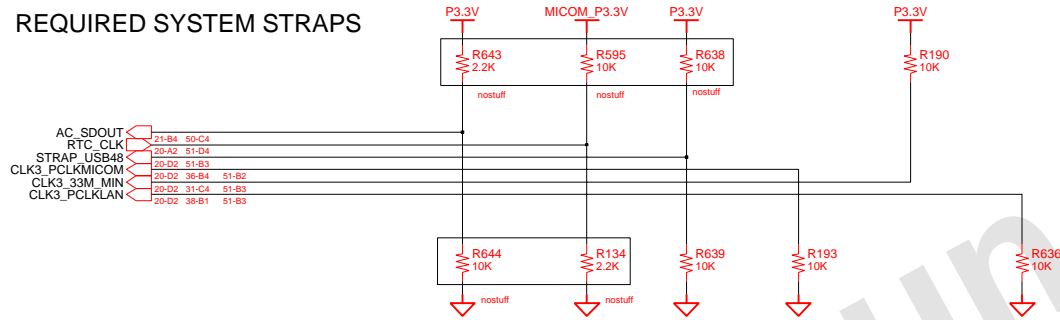 REQUIRED SYSTEM STRAPS
P3.3V
MICOM_P3.3V
P3.3V
P3.3V
R643
2.2K
R595
10K
R638
10K
R190
10K
nostuff
nostuff
nostuff
AC_SDOUT
21-B4 50-C4
RTC_CLK
20-A2 51-D4
STRAP_USB48
20-D2 51-B3
CLK3_PCLKMICOM
20-D2 36-B4 51-B2
CLK3_33M_MIN
20-D2 31-C4 51-B3
CLK3_PCLKLAN
20-D2 38-B1 51-B3
R644
10K
R134
2.2K
R639
10K
R193
10K
R636
10K
nostuff
nostuff